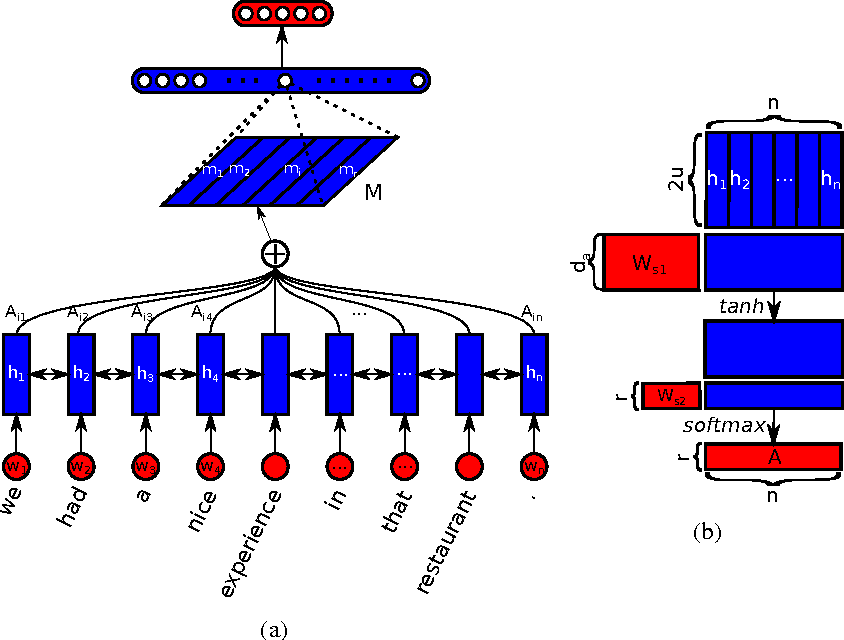 m1 m2 mi mr
M
Ai1 Ai2 Ai3 Ai4 ... Ain
h1 h2 h3 h4 ... ... hn
w1 w2 w3 w4 ... ... wn
we had a nice experience in that restaurant .
(a)
n
2u
h1 h2 ... hn
da
Ws1
tanh
r
Ws2
softmax
r
A
n
(b)